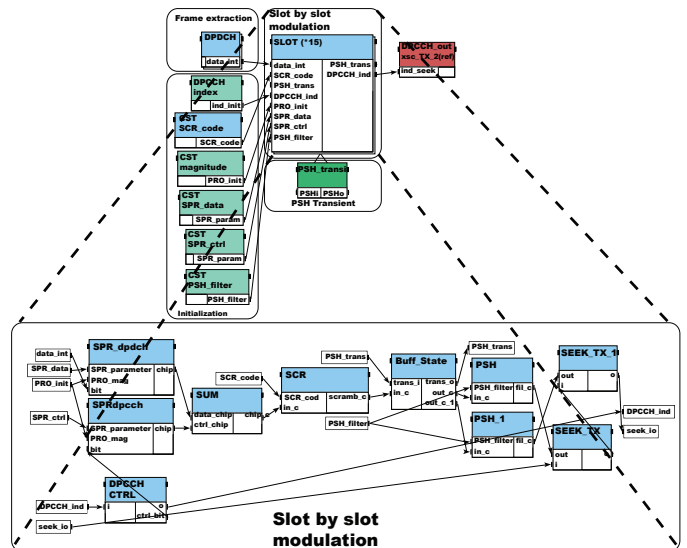 Frame extraction
DPDCH
data_int
Slot by slot
modulation
SLOT (*15)
data_int
SCR_code
PSH_trans
DPCCH_ind
PRO_init
SPR_data
SPR_ctrl
PSH_filter
PSH_trans
DPCCH_ind
DPCCH_out
xsc_TX_2(ref)
ind_seek
DPCCH
index
ind_init
CST
SCR_code
SCR_code
CST
magnitude
PRO_init
CST
SPR_data
SPR_param
CST
SPR_ctrl
SPR_param
CST
PSH_filter
PSH_filter
Initialization
PSH_transi
PSHi
PSHo
PSH Transient
data_int
SPR_data
PRO_init
SPR_ctrl
SPR_dpdch
SPR_parameter
chip
PRO_mag
bit
SPRdpcch
SPR_parameter
chip
PRO_mag
bit
SUM
data_chip
chips
ctrl_chip
SCR_code
SCR
SCR_cod
scramb_c
in_c
PSH_trans
PSH_filter
Buff_State
trans_i
trans_o
in_c
out_c
out_c_1
PSH_trans
PSH
PSH_filter
fil_c
in_c
PSH_1
PSH_filter
fil_c
in_c
SEEK_TX_1
out
o
i
SEEK_TX
out
i
DPCCH_ind
seek_io
DPCCH_ind
seek_io
DPCCH
CTRL
i
o
ctrl_bit
Slot by slot
modulation